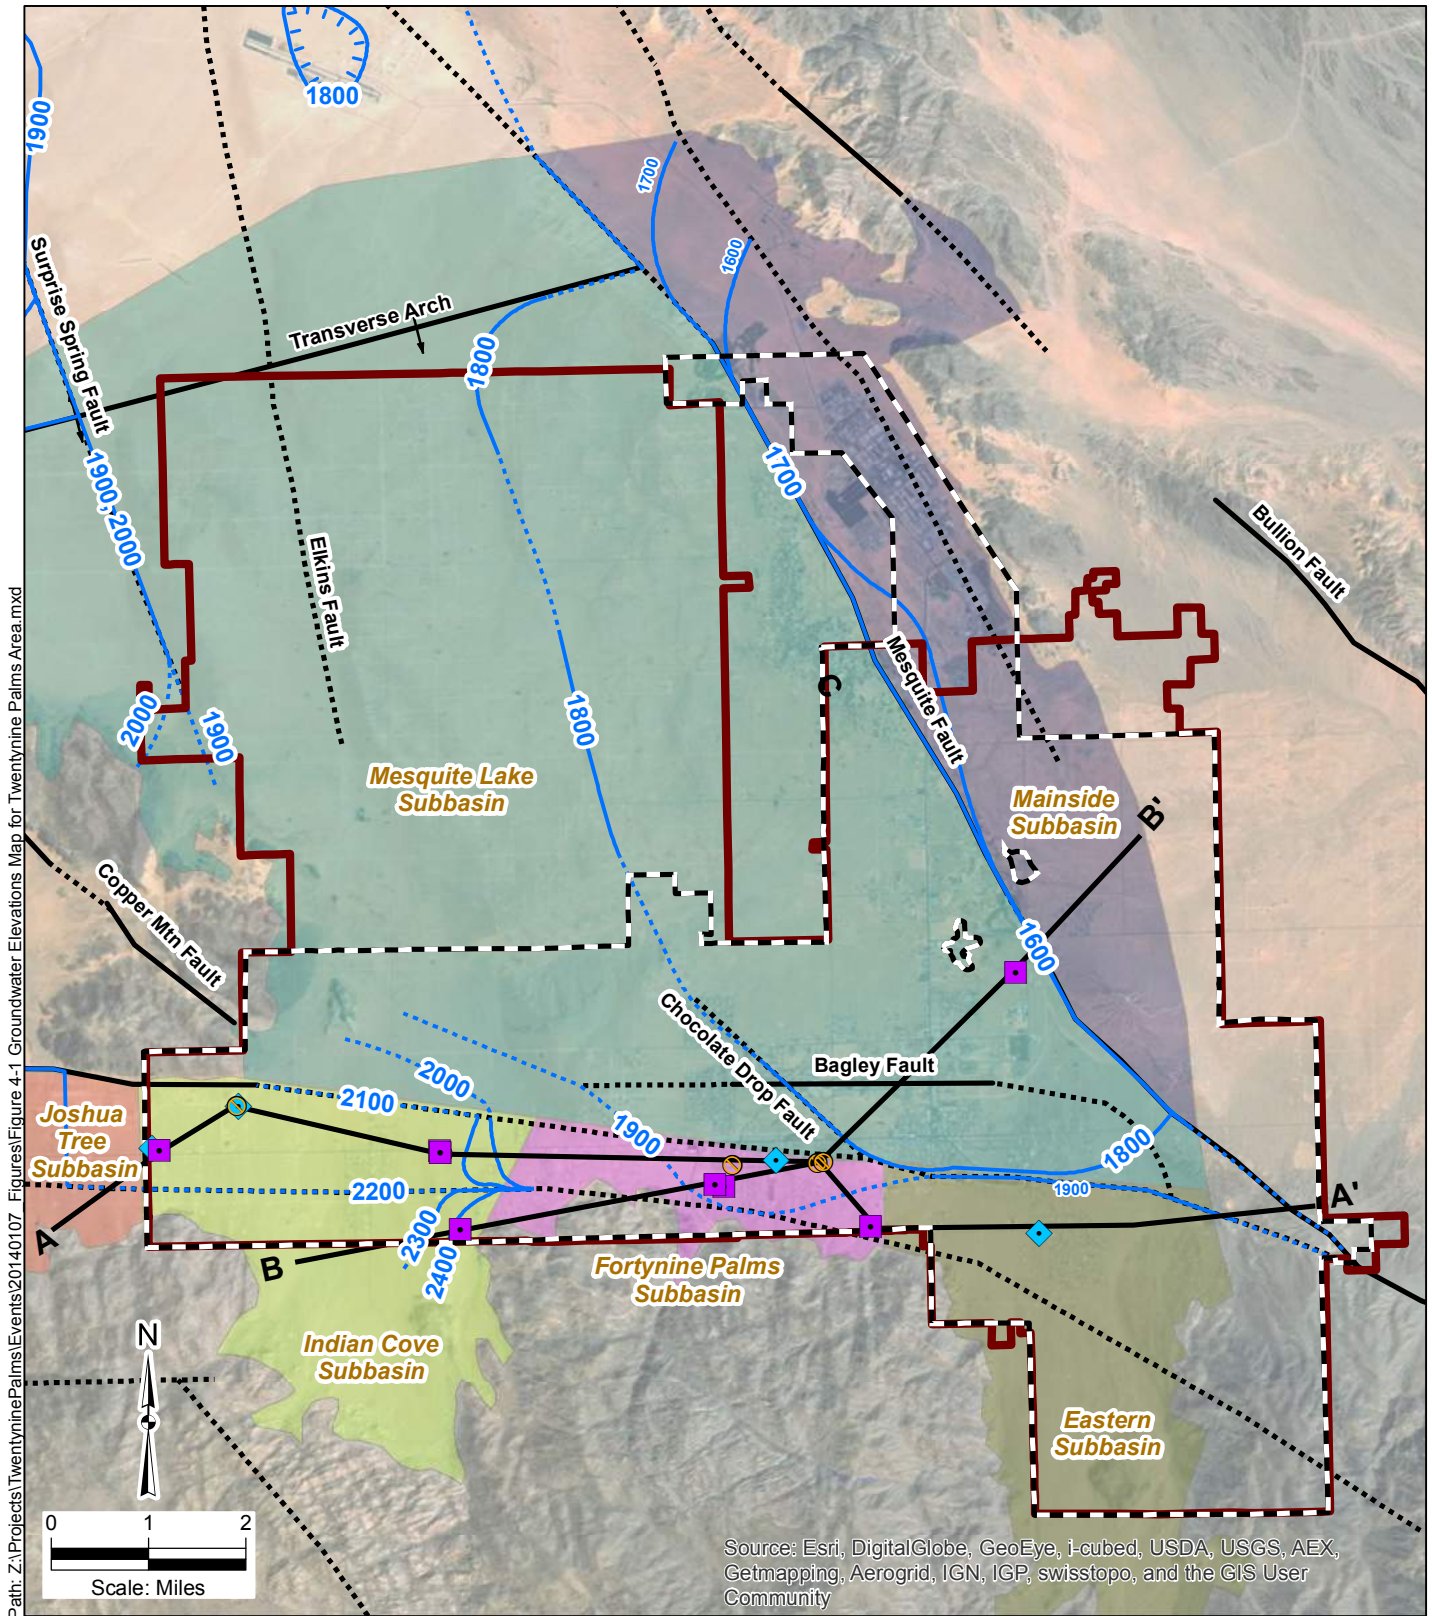 1800
1900
1700
1600
Surprise Spring Fault
Transverse Arch
1800
1900, 2000
1700
Elkins Fault
Bullion Fault
Mesquite Fault
C
2000
1900
1800
Mesquite Lake
Subbasin
Mainside
Subbasin
B'
Copper Mtn Fault
1600
Chocolate Drop Fault
Bagley Fault
2000
2100
1900
1800
Joshua
Tree
Subbasin
2200
1900
A'
A
2300
B
2400
Fortynine Palms
Subbasin
Indian Cove
Subbasin
N
Eastern
Subbasin
0 1 2
Scale: Miles
Source: Esri, DigitalGlobe, GeoEye, i-cubed, USDA, USGS, AEX,
Getmapping, Aerogrid, IGN, IGP, swisstopo, and the GIS User
Community
Path: Z:\Projects\TwentyninePalms\Events\20140107_Figures\Figure 4-1 Groundwater Elevations Map for Twentynine Palms Area.mxd